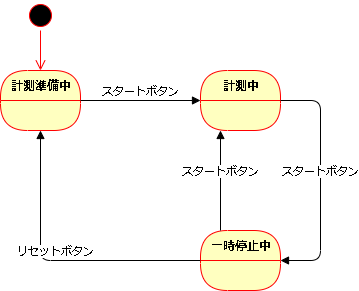 計測準備中
スタートボタン
計測中
スタートボタン
スタートボタン
一時停止中
リセットボタン